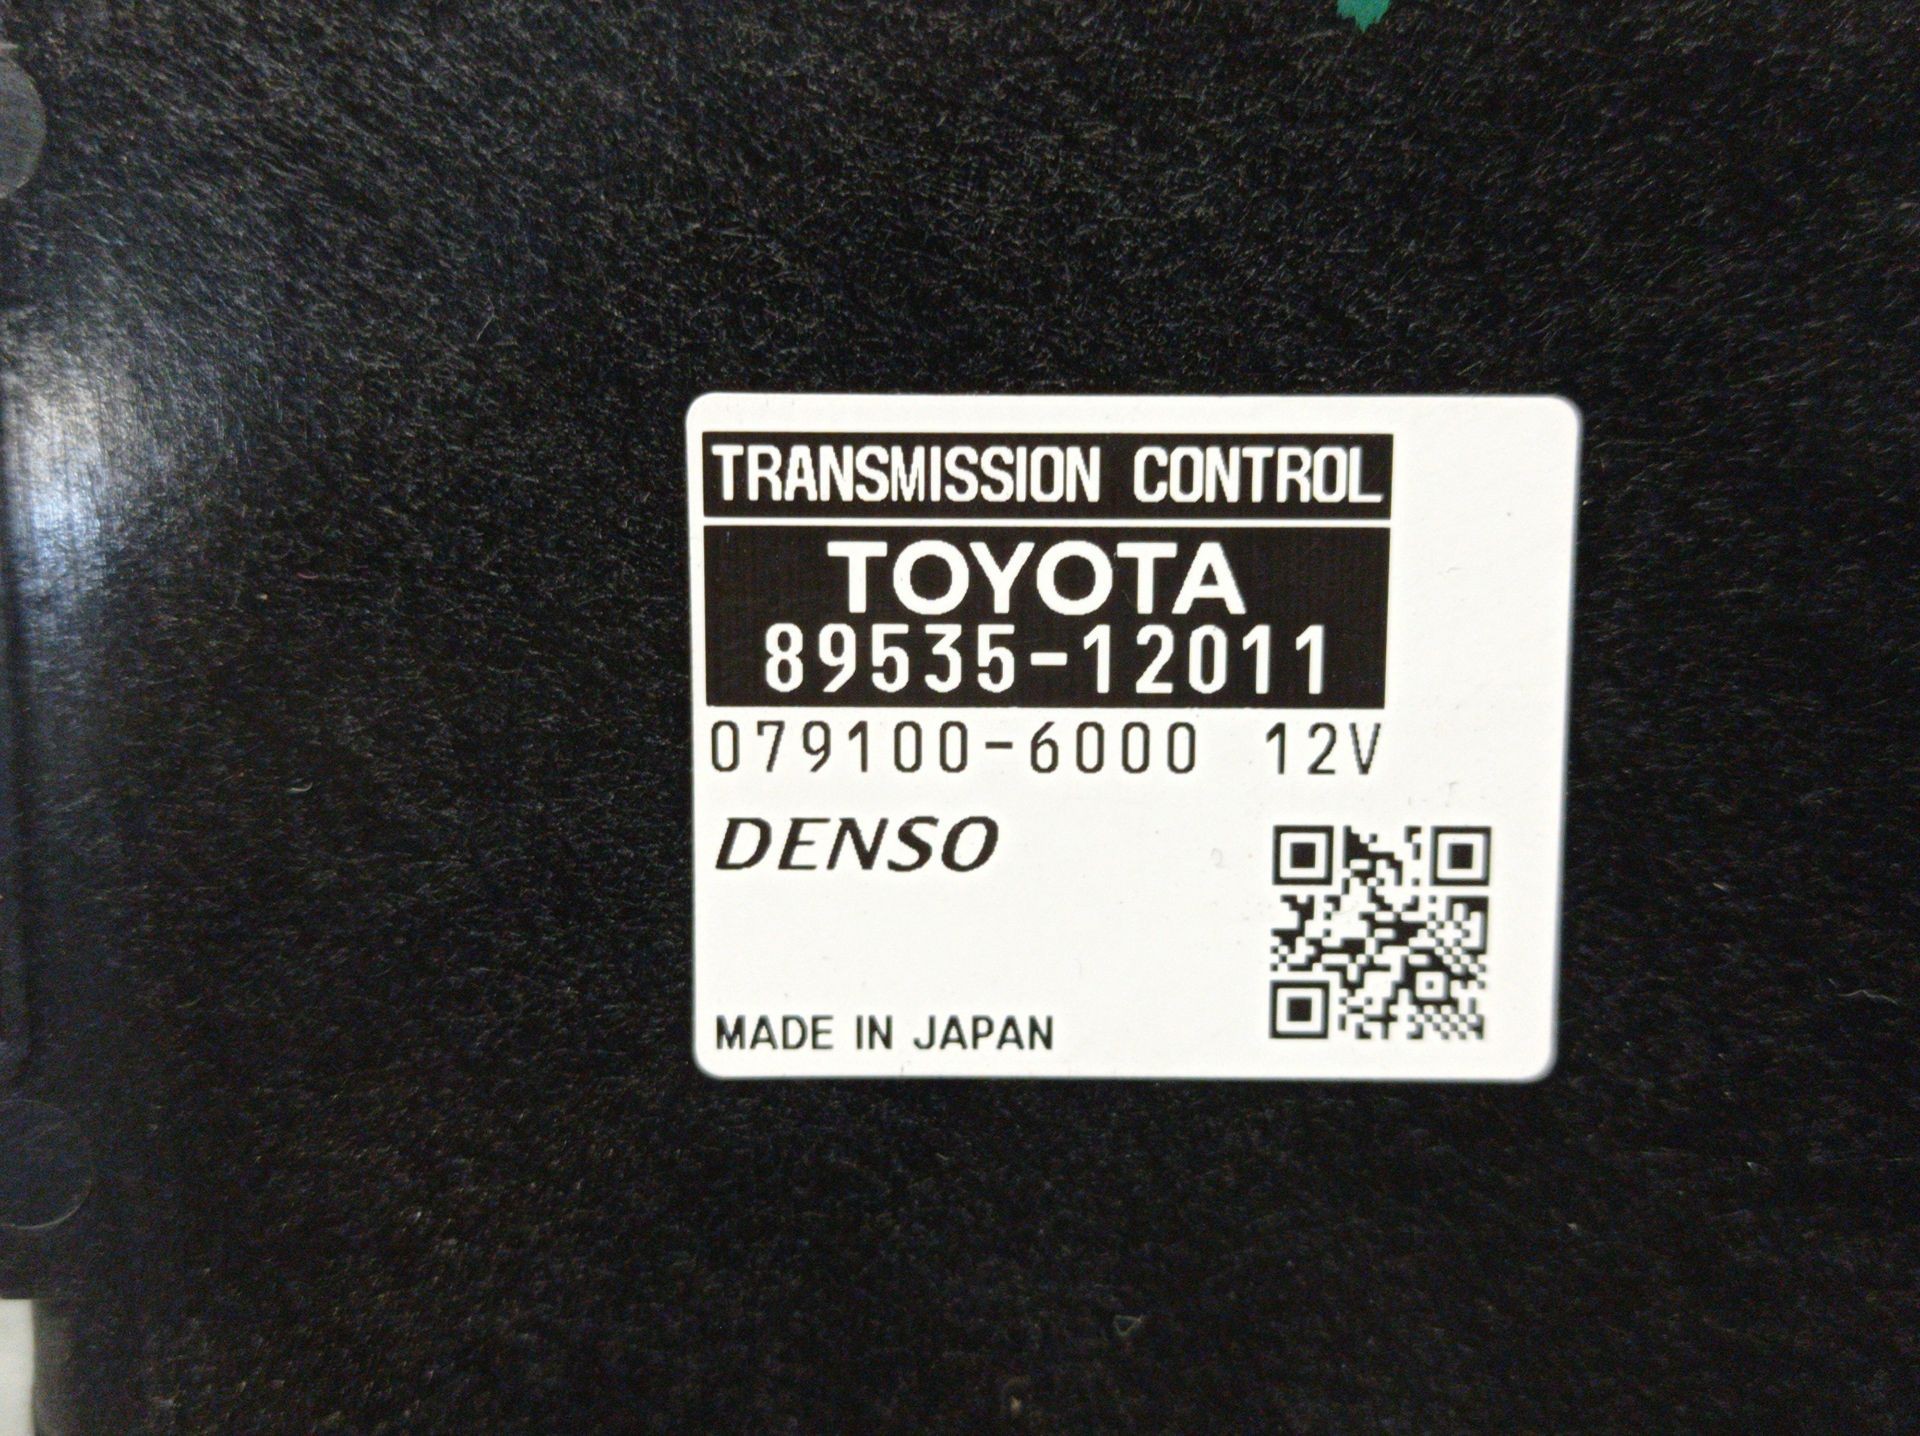 TRANSMISSION CONTROL
TOYOTA
89535-12011
079100-6000 12V
DENSO
MADE IN JAPAN